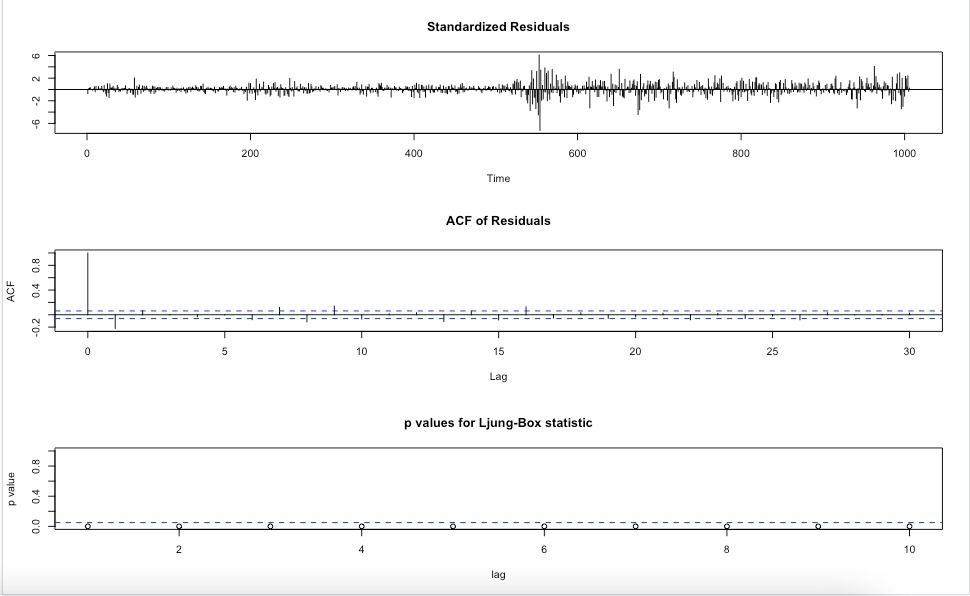 Standardized Residuals
6
2
-2
-6
0 200 400 600 800 1000
Time
ACF of Residuals
ACF
0.8
0.4
-0.2
0 5 10 15 20 25 30
Lag
p values for Ljung-Box statistic
p value
0.8
0.4
0.0
2 4 6 8 10
lag